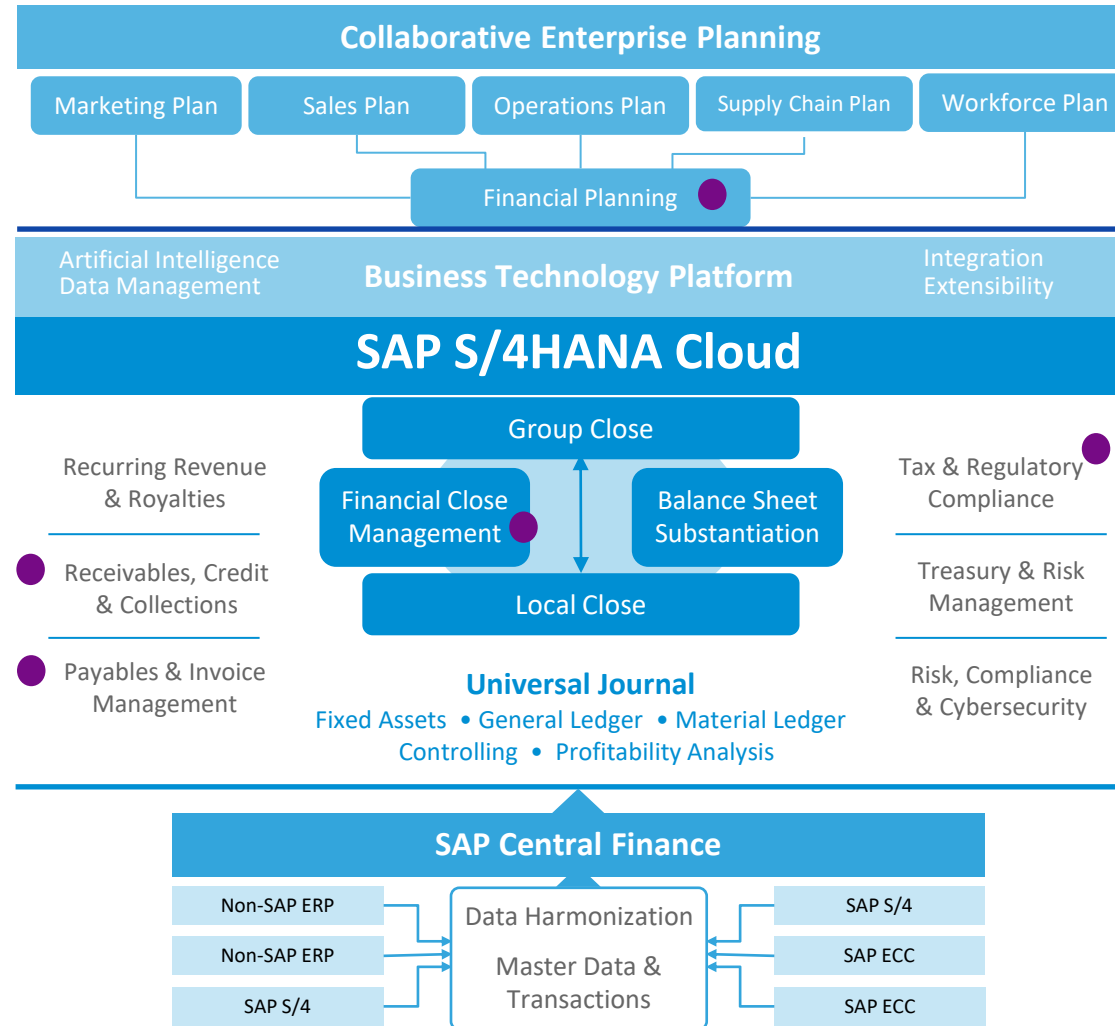 Collaborative Enterprise Planning
Marketing Plan
Sales Plan
Operations Plan
Supply Chain Plan
Workforce Plan
Financial Planning
Artificial Intelligence
Data Management
Business Technology Platform
Integration
Extensibility
SAP S/4HANA Cloud
Group Close
Recurring Revenue
& Royalties
Financial Close
Management
Balance Sheet
Substantiation
Tax & Regulatory
Compliance
Receivables, Credit
& Collections
Local Close
Treasury & Risk
Management
Payables & Invoice
Management
Universal Journal
Fixed Assets • General Ledger • Material Ledger
Controlling • Profitability Analysis
Risk, Compliance
& Cybersecurity
SAP Central Finance
Non-SAP ERP
Non-SAP ERP
SAP S/4
Data Harmonization
Master Data &
Transactions
SAP S/4
SAP ECC
SAP ECC